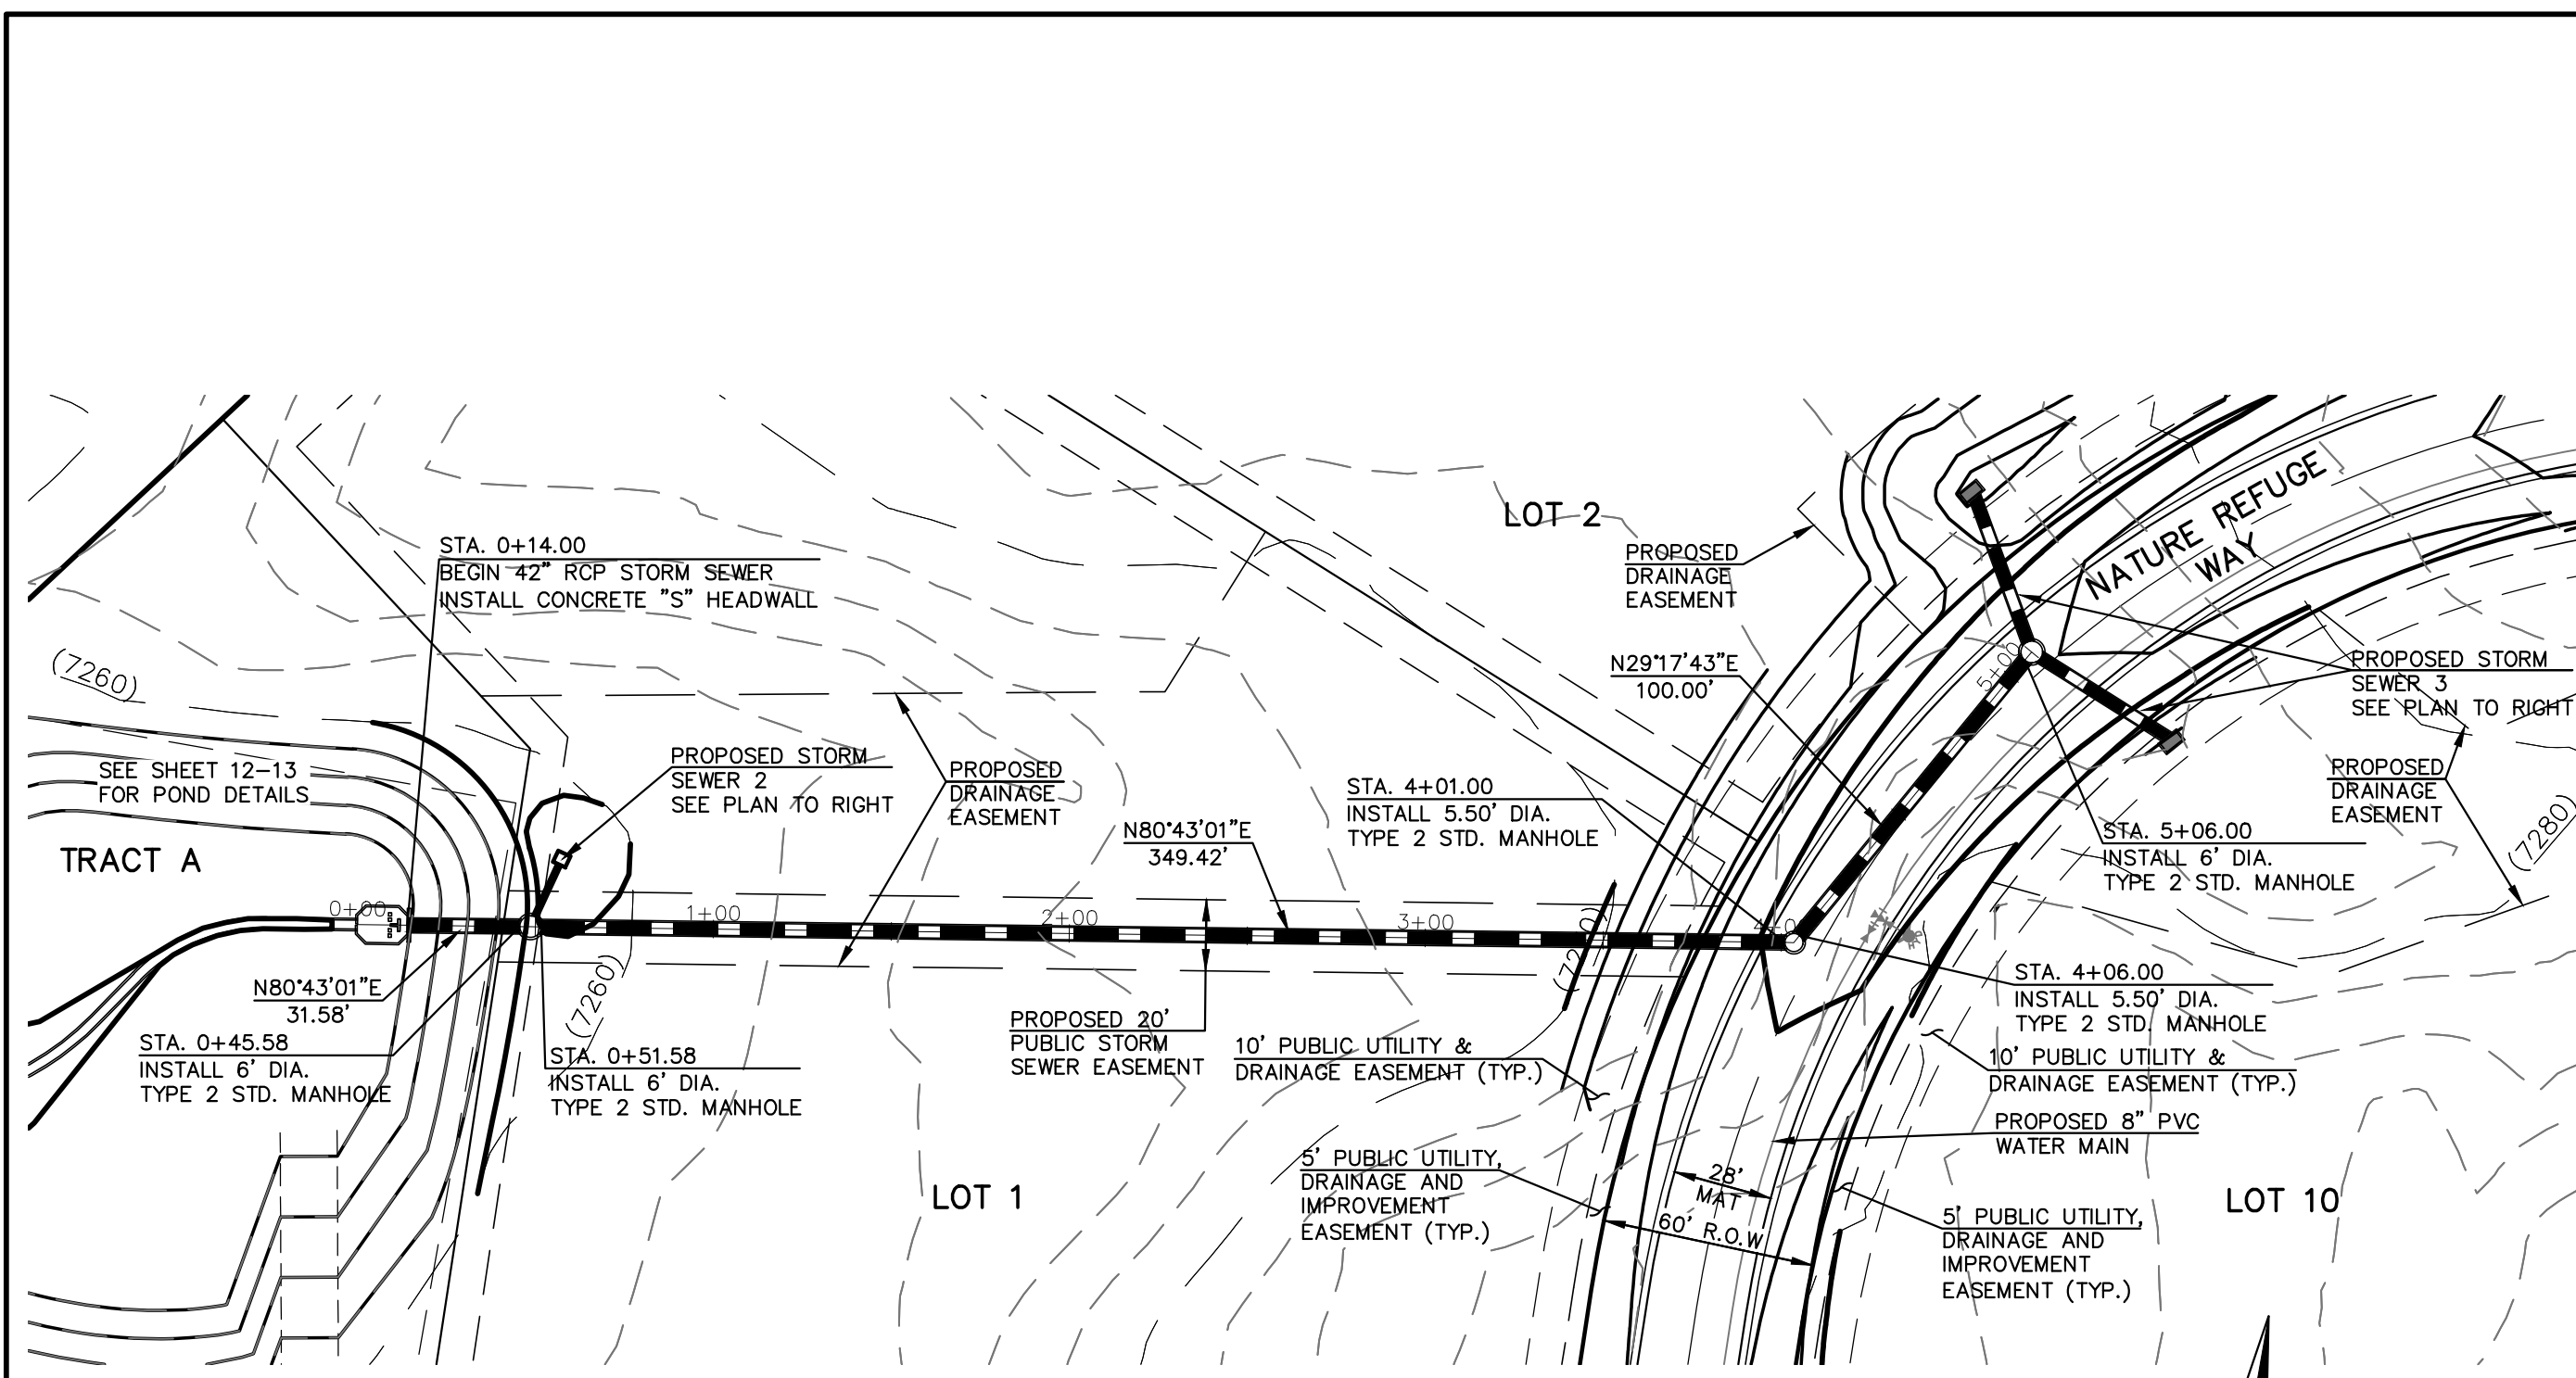 LOT 2
STA. 0+14.00
BEGIN 42" RCP STORM SEWER
INSTALL CONCRETE "S" HEADWALL
PROPOSED
DRAINAGE
EASEMENT
NATURE REFUGE
WAY
N29°17'43"E
100.00'
5+00
(7260)
PROPOSED STORM
SEWER 3
SEE PLAN TO RIGHT
SEE SHEET 12-13
FOR POND DETAILS
PROPOSED STORM
SEWER 2
SEE PLAN TO RIGHT
PROPOSED
DRAINAGE
EASEMENT
STA. 4+01.00
INSTALL 5.50' DIA.
TYPE 2 STD. MANHOLE
N80°43'01"E
349.42'
PROPOSED
DRAINAGE
EASEMENT
(7280)
STA. 5+06.00
INSTALL 6' DIA.
TYPE 2 STD. MANHOLE
TRACT A
0+00
1+00
2+00
3+00
N80°43'01"E
31.58'
(7260)
STA. 4+06.00
INSTALL 5.50' DIA.
TYPE 2 STD. MANHOLE
STA. 0+45.58
INSTALL 6' DIA.
TYPE 2 STD. MANHOLE
STA. 0+51.58
INSTALL 6' DIA.
TYPE 2 STD. MANHOLE
PROPOSED 20'
PUBLIC STORM
SEWER EASEMENT
10' PUBLIC UTILITY &
DRAINAGE EASEMENT (TYP.)
10' PUBLIC UTILITY &
DRAINAGE EASEMENT (TYP.)
PROPOSED 8" PVC
WATER MAIN
5' PUBLIC UTILITY,
DRAINAGE AND
IMPROVEMENT
EASEMENT (TYP.)
28'
MAT
60' R.O.W
LOT 1
LOT 10
5' PUBLIC UTILITY,
DRAINAGE AND
IMPROVEMENT
EASEMENT (TYP.)